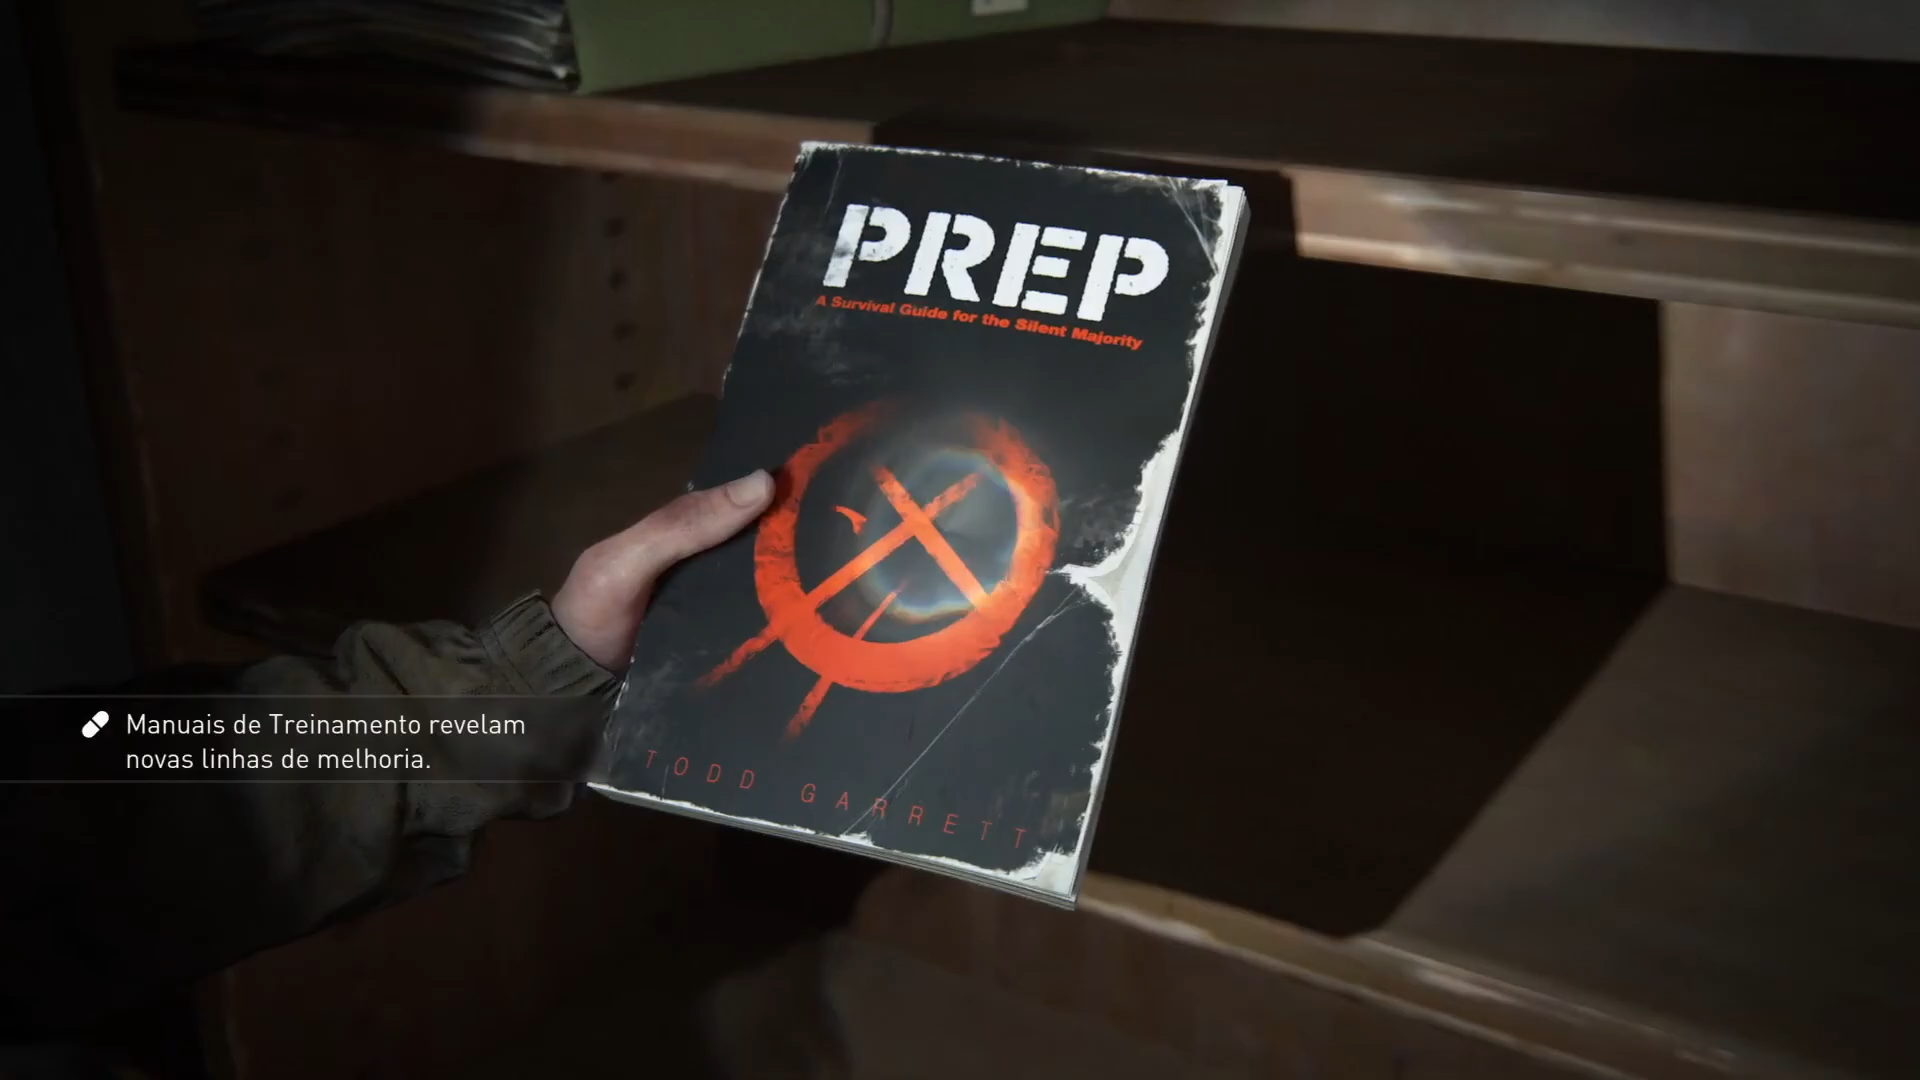 PREP
A Survival Guide for the Silent Majority
TODD GARRETT
Manuais de Treinamento revelam
novas linhas de melhoria.